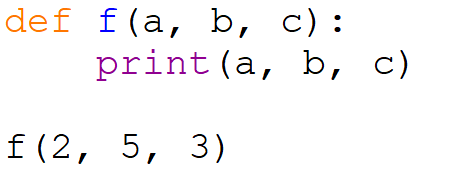 def f(a, b, c):
    print(a, b, c)

f(2, 5, 3)